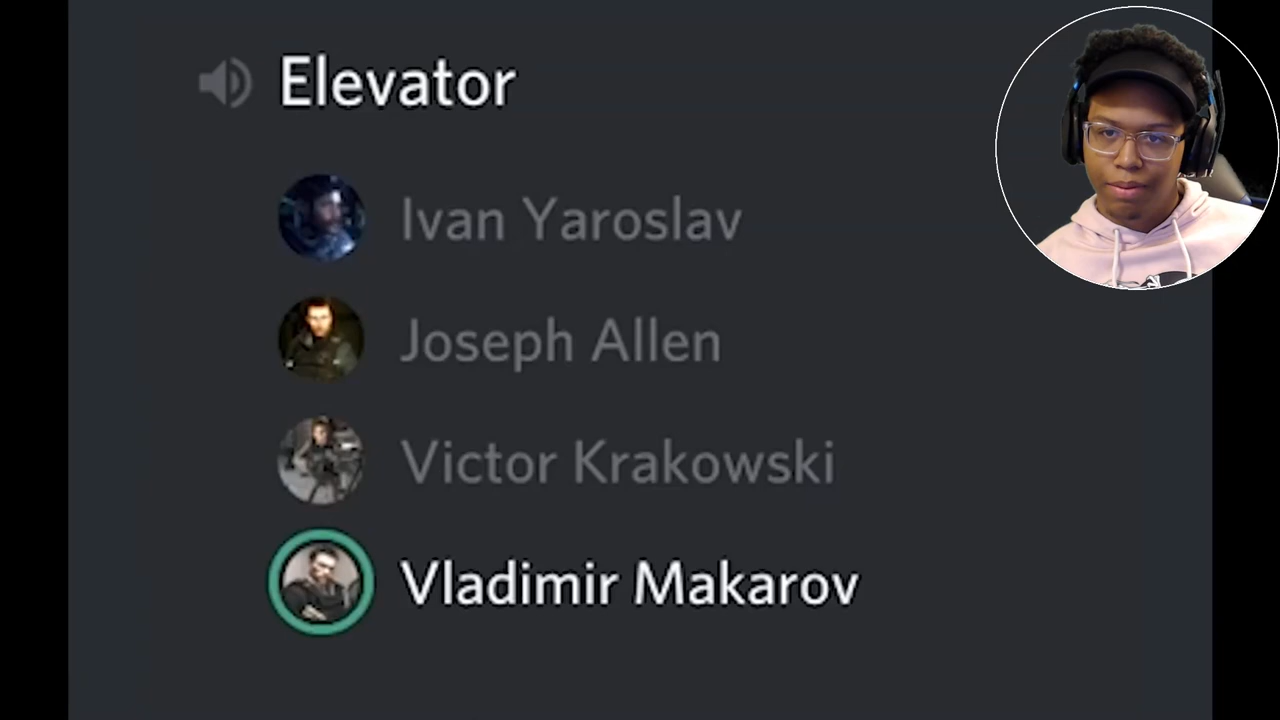 Elevator
Ivan Yaroslav
Joseph Allen
Victor Krakowski
Vladimir Makarov